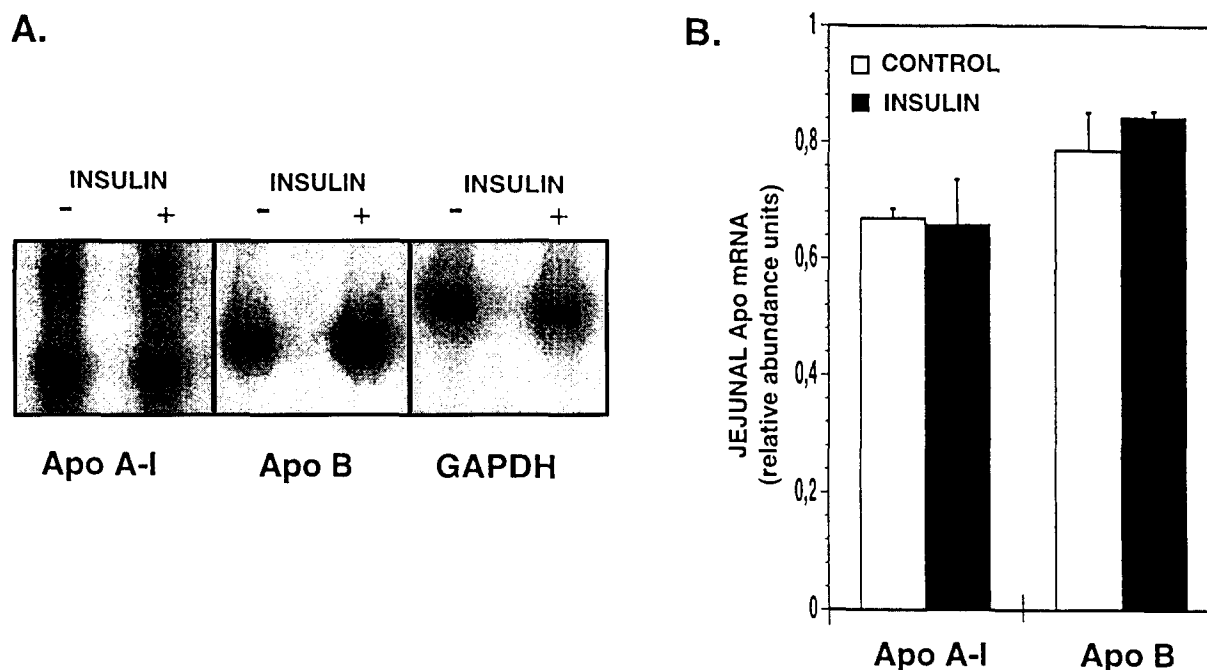 A.
INSULIN INSULIN INSULIN
- + - + - +
Apo A-I Apo B GAPDH
B.
CONTROL
INSULIN
JEJUNAL Apo mRNA
(relative abundance units)
1
0,8
0,6
0,4
0,2
0
Apo A-I Apo B